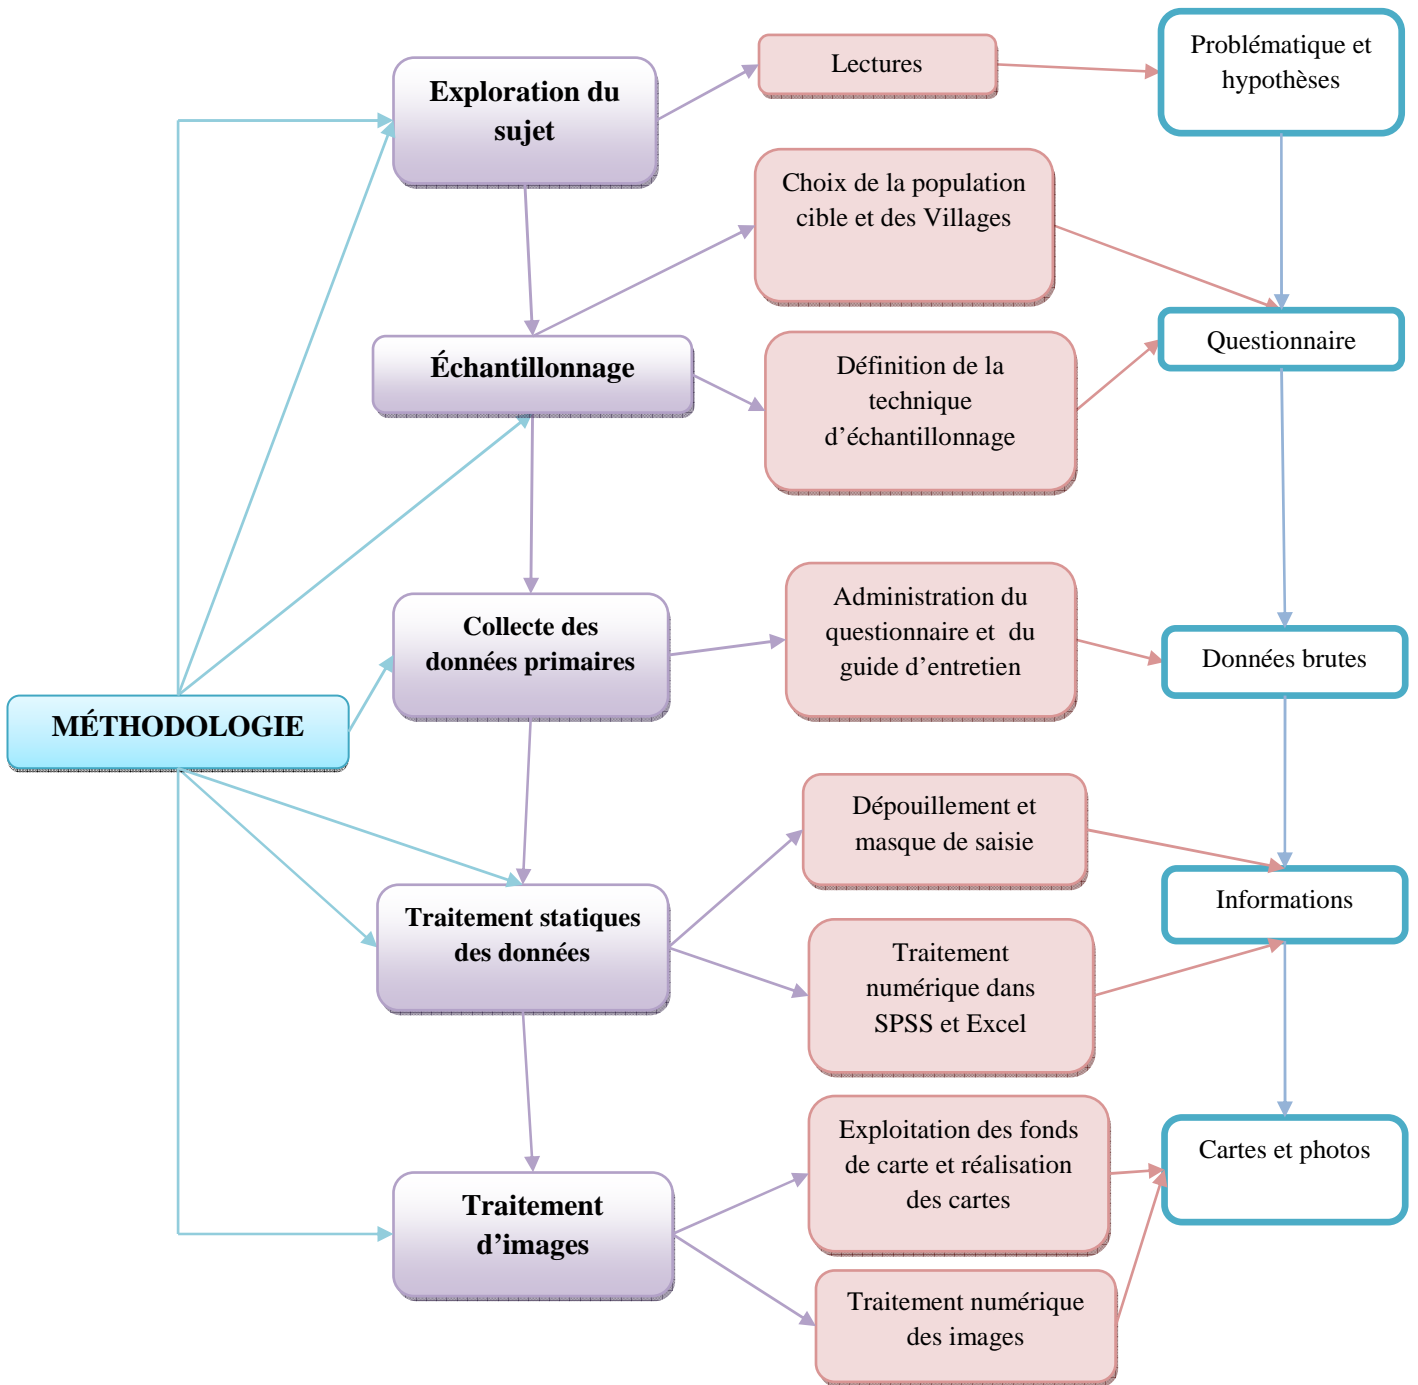 Exploration du
sujet
Lectures
Problématique et
hypothèses
Choix de la population
cible et des Villages
Échantillonnage
Définition de la
technique
d’échantillonnage
Questionnaire
MÉTHODOLOGIE
Collecte des
données primaires
Administration du
questionnaire et du
guide d’entretien
Données brutes
Traitement statiques
des données
Dépouillement et
masque de saisie
Traitement
numérique dans
SPSS et Excel
Informations
Traitement
d’images
Exploitation des fonds
de carte et réalisation
des cartes
Traitement numérique
des images
Cartes et photos